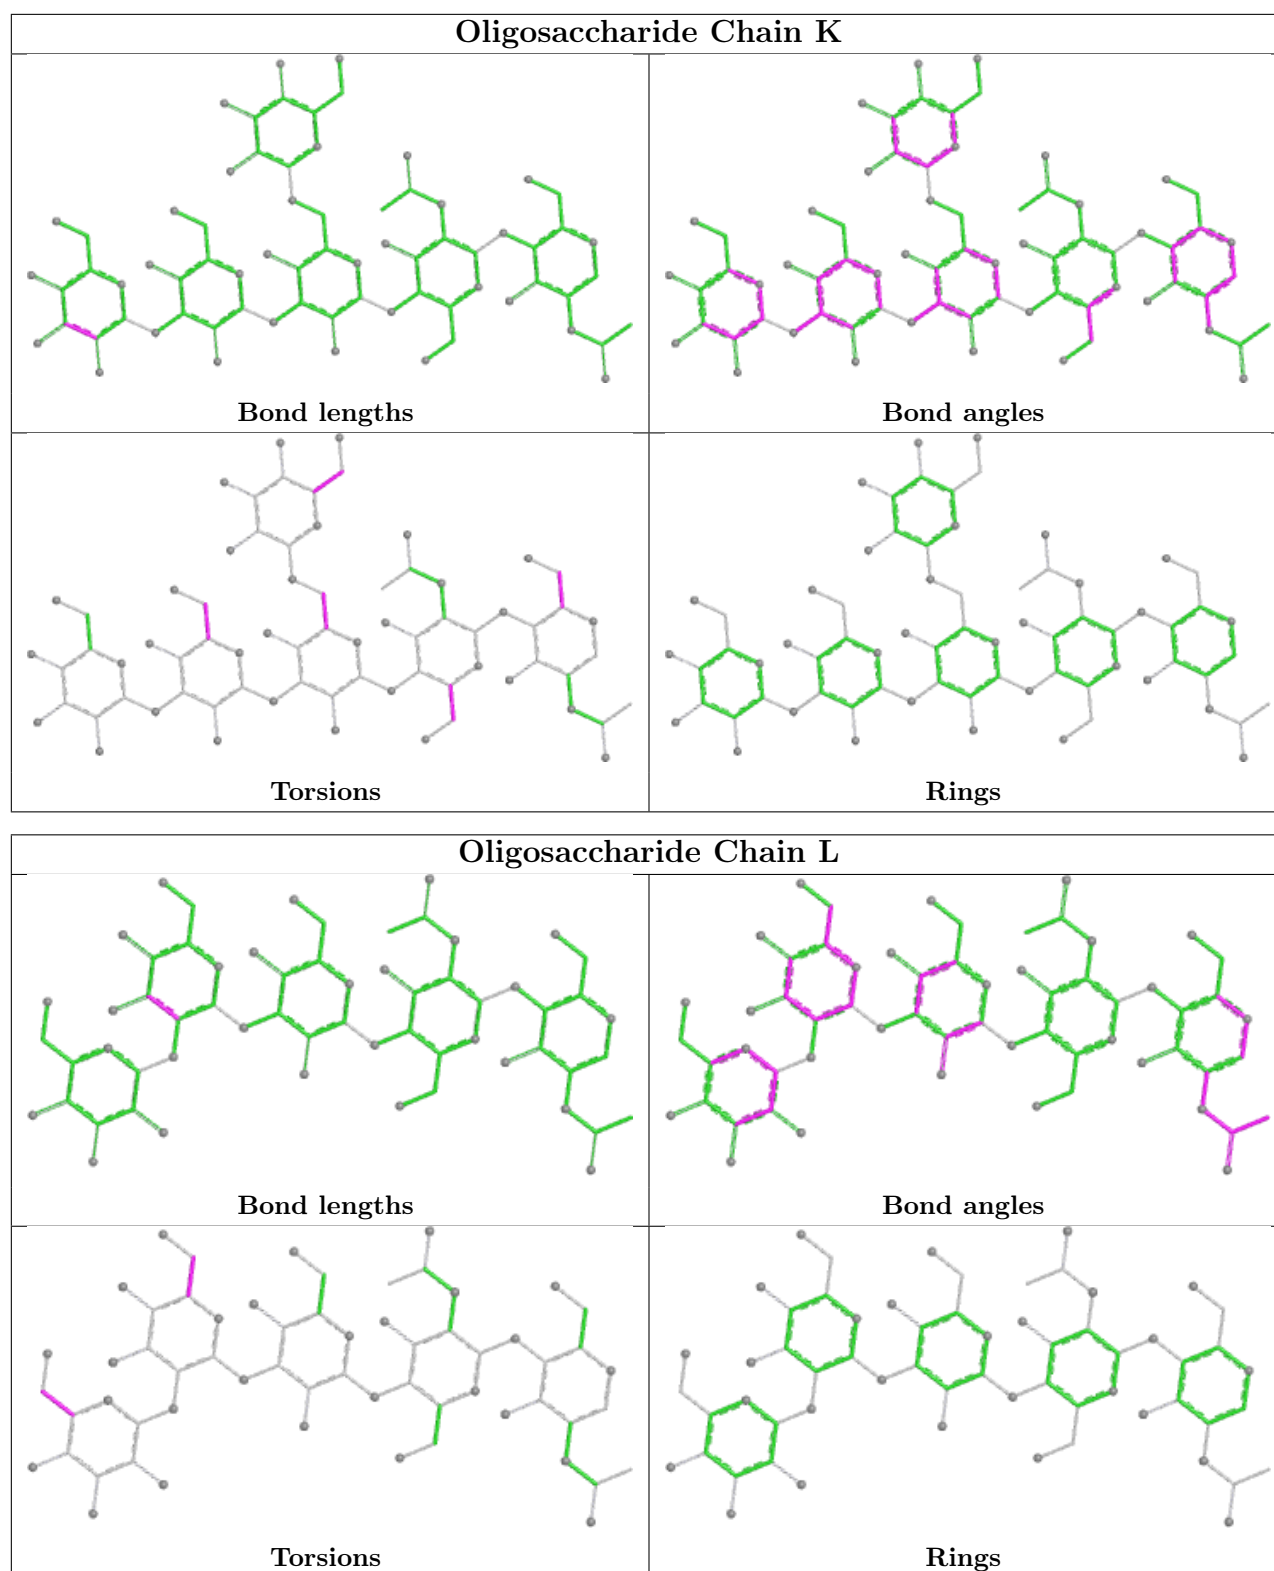 Oligosaccharide Chain K
Bond lengths
Bond angles
Torsions
Rings
Oligosaccharide Chain L
Bond lengths
Bond angles
Torsions
Rings